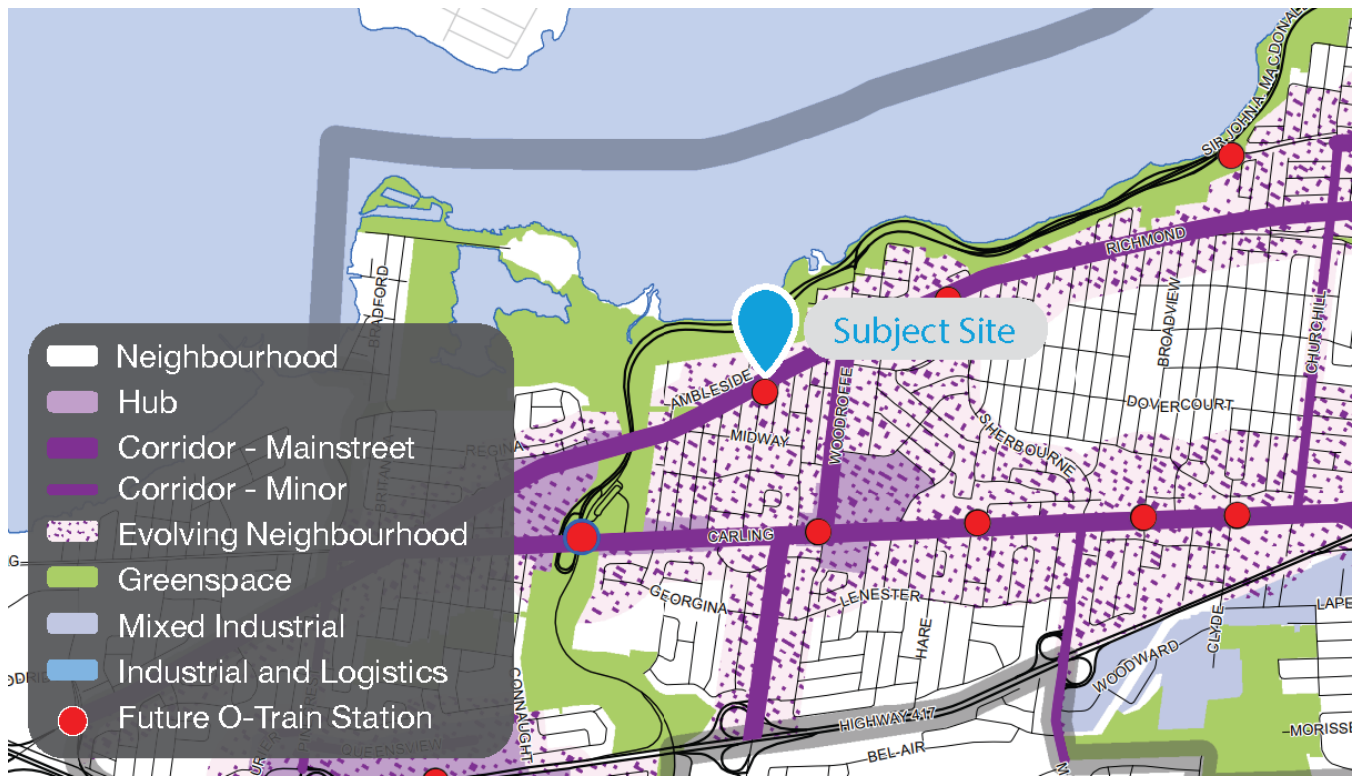 SIR JOHN A. MACDONALD
RICHMOND
BRADFORD
BROADVIEW
CHURCHILL
Subject Site
Neighbourhood
Hub
Corridor - Mainstreet
Corridor - Minor
Evolving Neighbourhood
Greenspace
Mixed Industrial
Industrial and Logistics
Future O-Train Station
AMBLESIDE
DOVERCOURT
MIDWAY
WOODROFFE
SHERBOURNE
REGINA
CARLING
GEORGINA
LENESTER
HARE
CLYDE
WOODWARD
CONNAUGHT
HIGHWAY 417
QUEENSVIEW
BEL-AIR